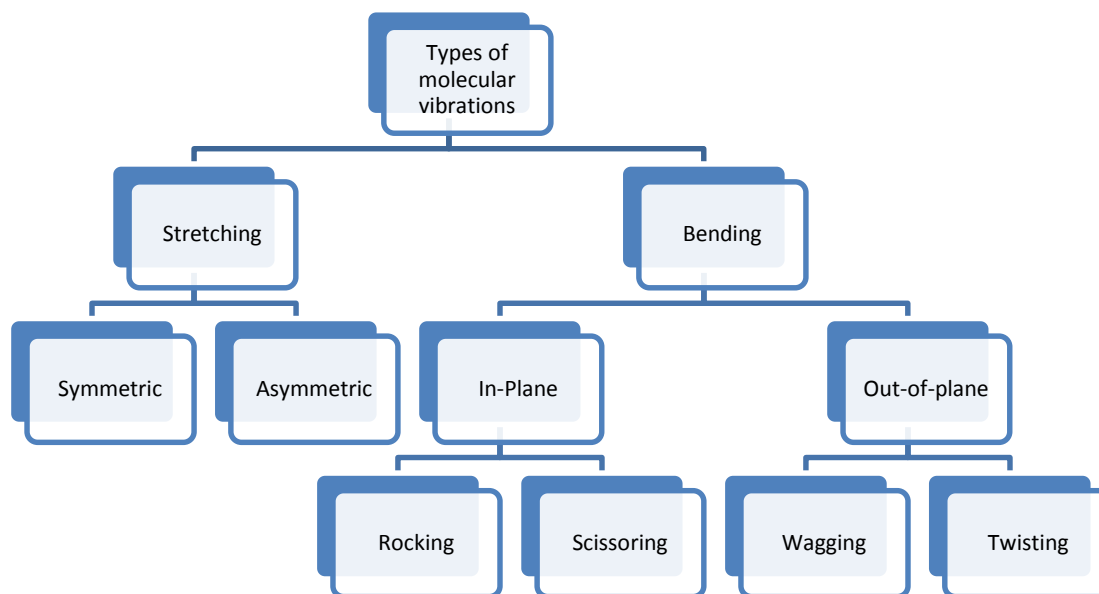 Types of
molecular
vibrations
Stretching
Bending
Symmetric
Asymmetric
In-Plane
Out-of-plane
Rocking
Scissoring
Wagging
Twisting